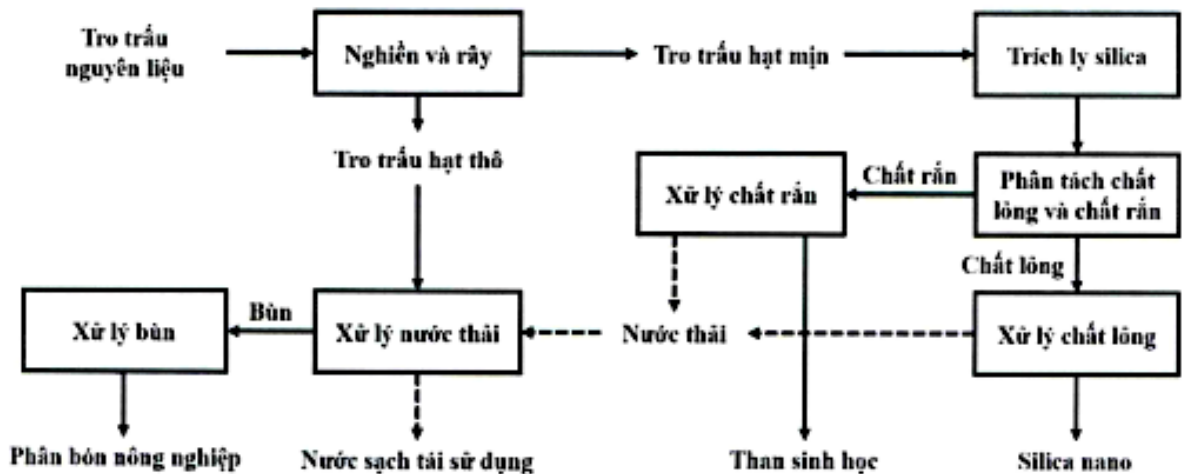 Tro trấu
nguyên liệu
Nghiền và rây
Tro trấu hạt mịn
Trích ly silica
Tro trấu hạt thô
Xử lý chất rắn
Chất rắn
Phân tách chất
lỏng và chất rắn
Chất lỏng
Xử lý bùn
Bùn
Xử lý nước thải
Nước thải
Xử lý chất lỏng
Phân bón nông nghiệp
Nước sạch tái sử dụng
Than sinh học
Silica nano